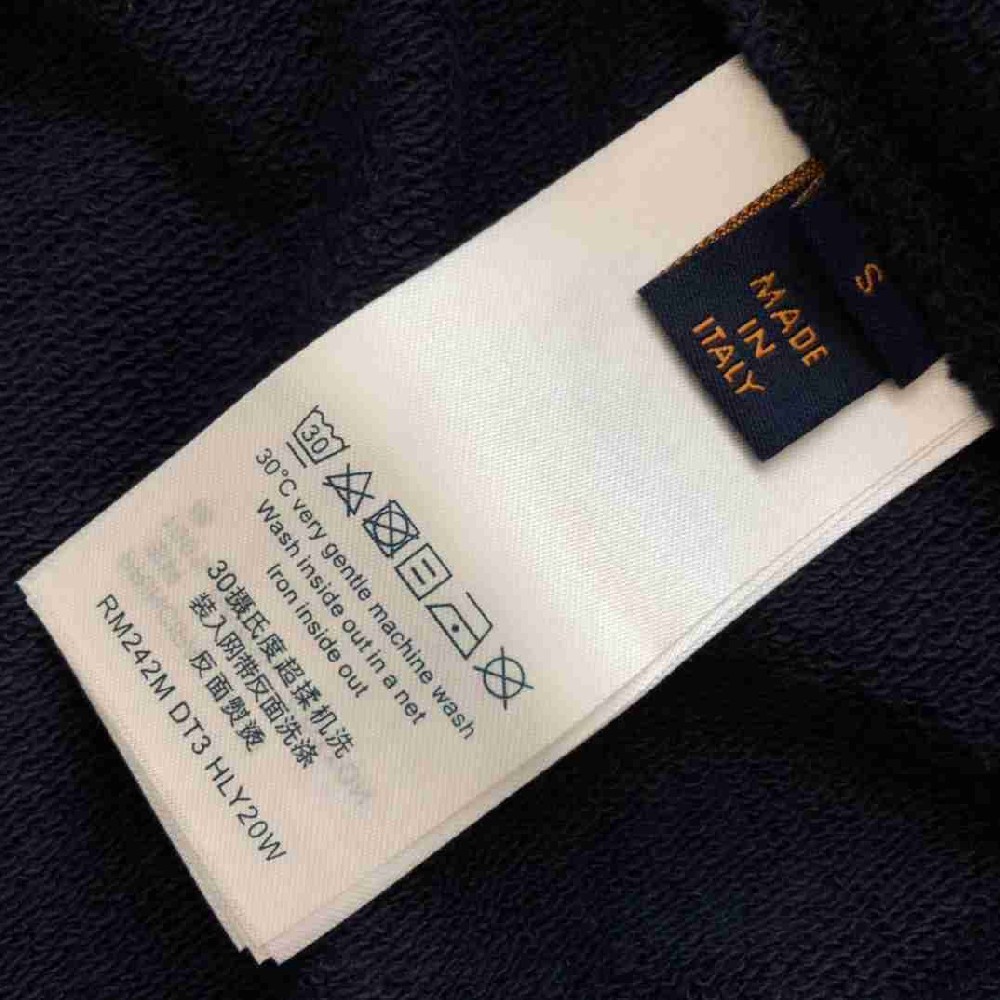 S
MADE
IN
ITALY
30
30°C very gentle machine wash
Wash inside out in a net
Iron inside out
30摄氏度超揉机洗
装入网带反面洗涤
反面熨烫
RM242M DT3 HLY20W